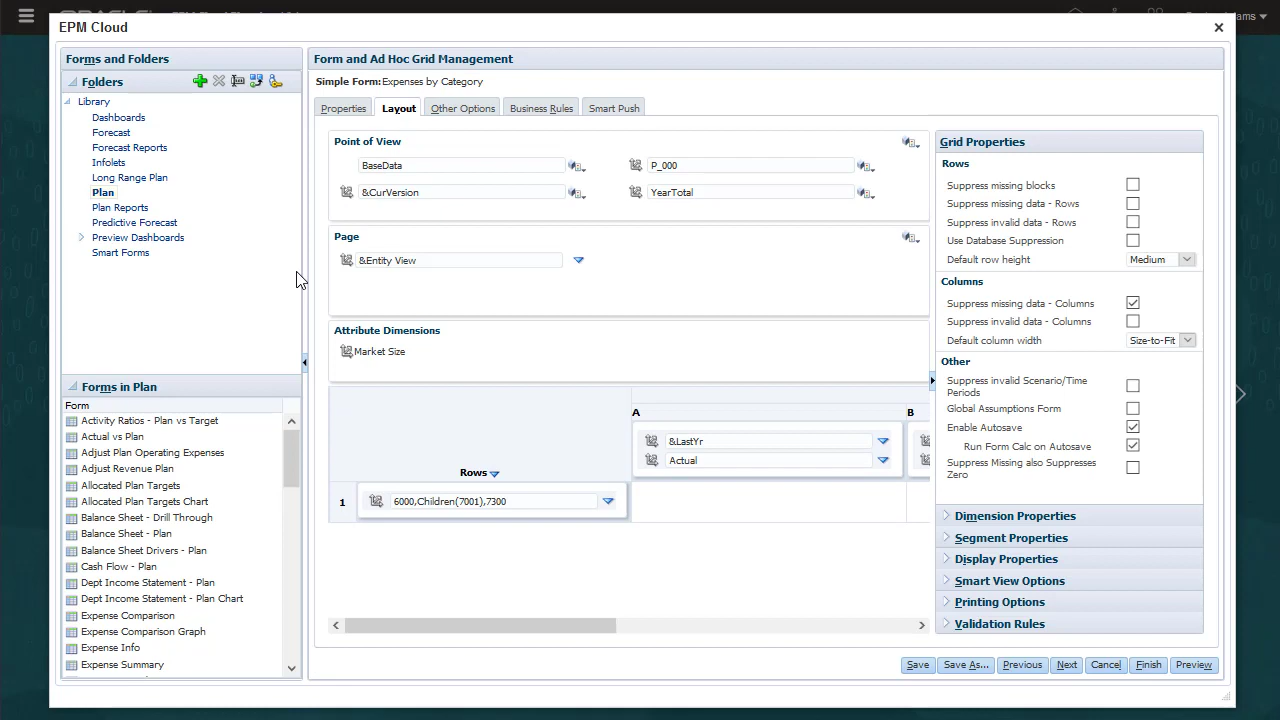 EPM Cloud
Forms and Folders
Folders
Library
Dashboards
Forecast
Forecast Reports
Infolets
Long Range Plan
Plan
Plan Reports
Predictive Forecast
Preview Dashboards
Smart Forms
Forms in Plan
Form
Activity Ratios - Plan vs Target
Actual vs Plan
Adjust Plan Operating Expenses
Adjust Revenue Plan
Allocated Plan Targets
Allocated Plan Targets Chart
Balance Sheet - Drill Through
Balance Sheet - Plan
Balance Sheet Drivers - Plan
Cash Flow - Plan
Dept Income Statement - Plan
Dept Income Statement - Plan Chart
Expense Comparison
Expense Comparison Graph
Expense Info
Expense Summary
Form and Ad Hoc Grid Management
Simple Form:Expenses by Category
Properties Layout Other Options Business Rules Smart Push
Point of View
BaseData P_000
&CurVersion YearTotal
Page
&Entity View
Attribute Dimensions
Market Size
A B
&LastYr
Actual
Rows
1 6000,Children(7001),7300
Grid Properties
Rows
Suppress missing blocks
Suppress missing data - Rows
Suppress invalid data - Rows
Use Database Suppression
Default row height Medium
Columns
Suppress missing data - Columns
Suppress invalid data - Columns
Default column width Size-to-Fit
Other
Suppress invalid Scenario/Time
Periods
Global Assumptions Form
Enable Autosave
Run Form Calc on Autosave
Suppress Missing also Suppresses
Zero
Dimension Properties
Segment Properties
Display Properties
Smart View Options
Printing Options
Validation Rules
Save Save As... Previous Next Cancel Finish Preview